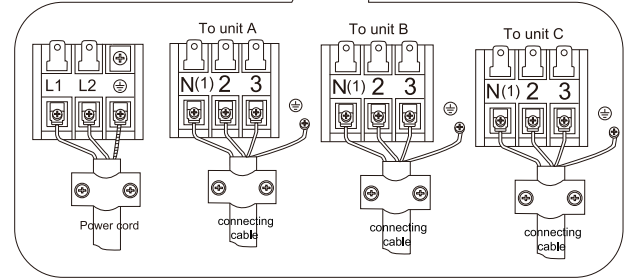 To unit A
To unit B
To unit C
L1 L2
N(1) 2 3
N(1) 2 3
N(1) 2 3
Power cord
connecting
cable
connecting
cable
connecting
cable